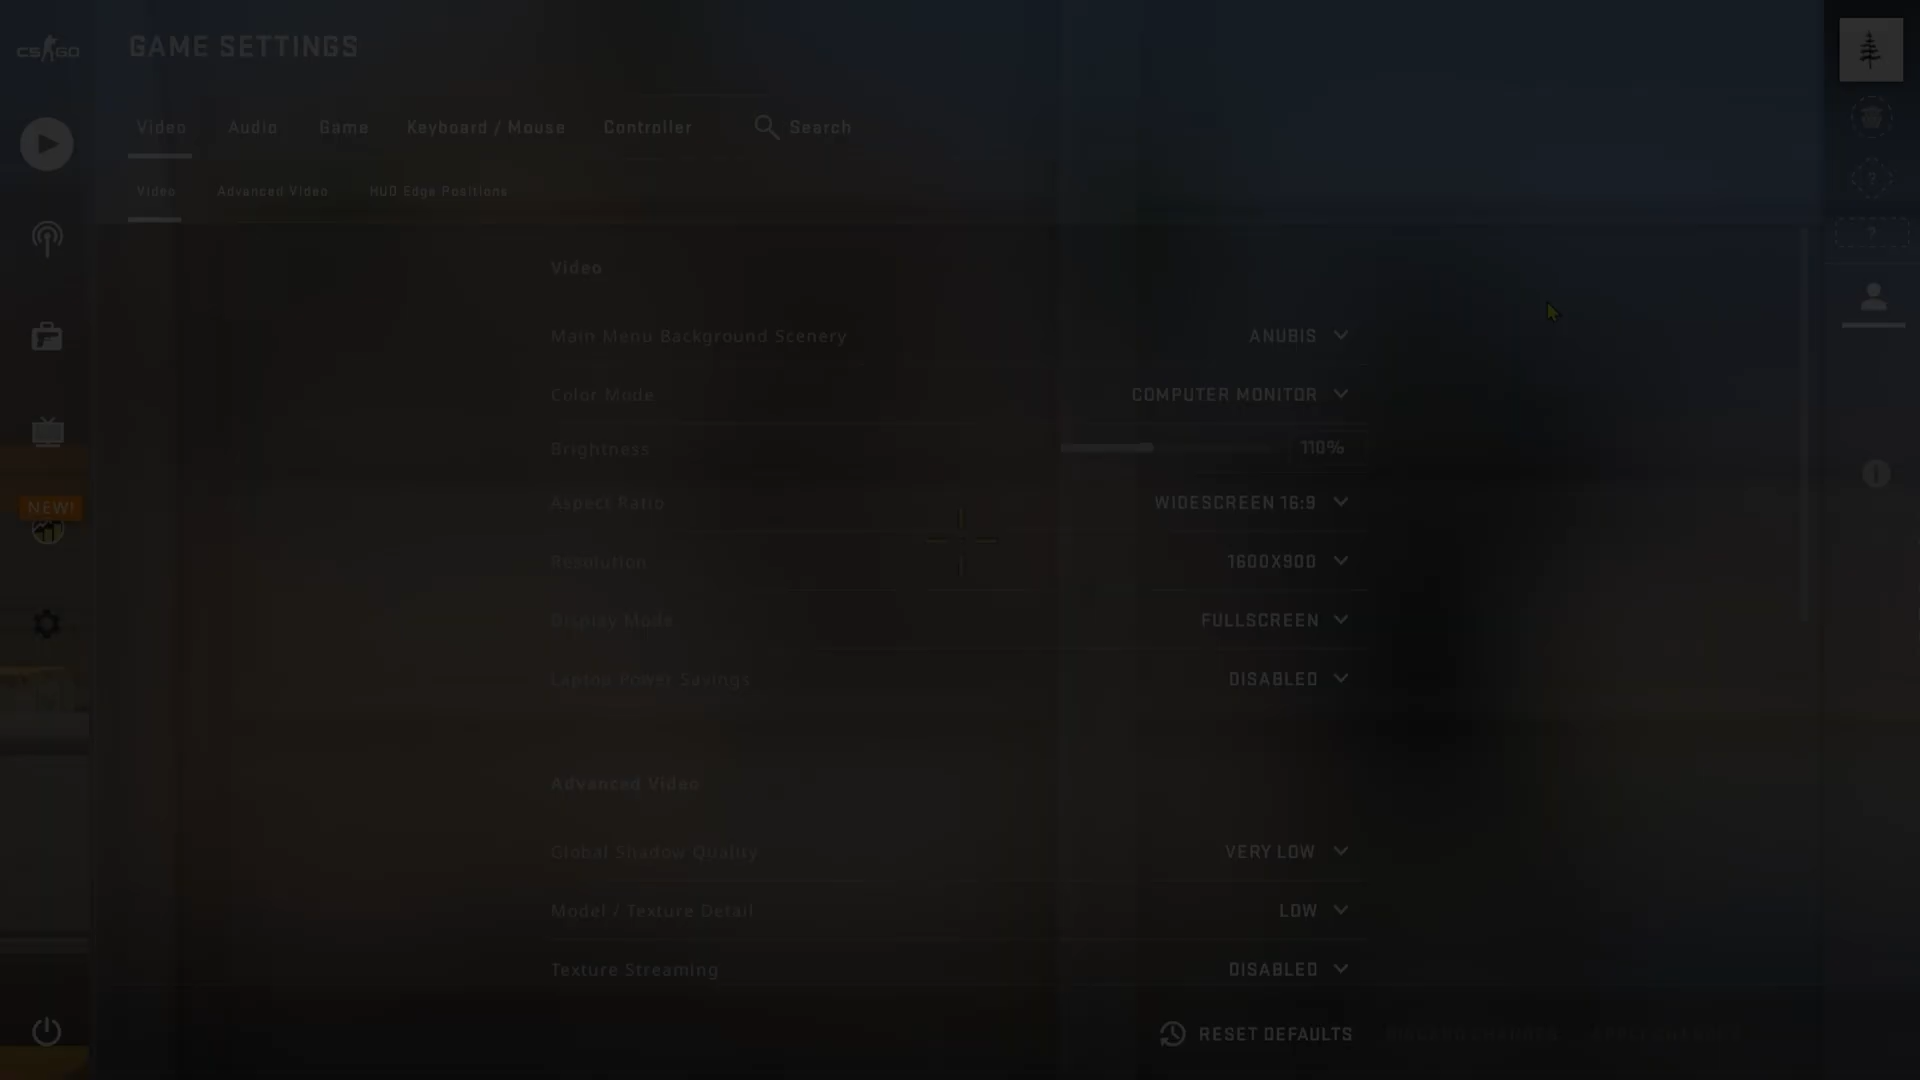 CS GO
GAME SETTINGS
Video Audio Game Keyboard / Mouse Controller Search
Video Advanced Video HUD Edge Positions
?
?
Video
Main Menu Background Scenery ANUBIS
Color Mode COMPUTER MONITOR
Brightness 110%
Aspect Ratio WIDESCREEN 16:9
NEW!
Resolution 1600X900
Display Mode FULLSCREEN
Laptop Power Savings DISABLED
Advanced Video
Global Shadow Quality VERY LOW
Model / Texture Detail LOW
Texture Streaming DISABLED
RESET DEFAULTS DISCARD CHANGES